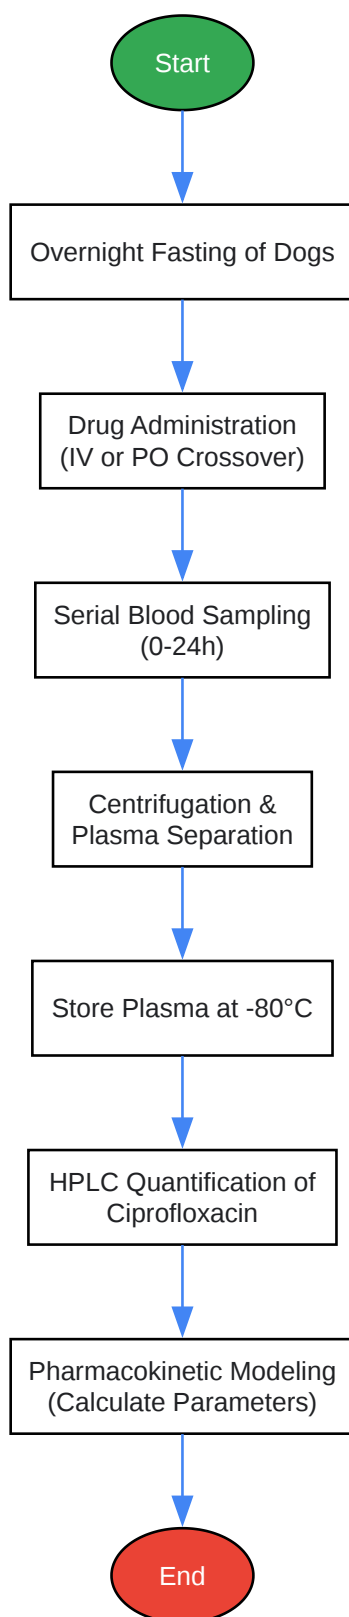 Start
Overnight Fasting of Dogs
Drug Administration
(IV or PO Crossover)
Serial Blood Sampling
(0-24h)
Centrifugation &
Plasma Separation
Store Plasma at -80°C
HPLC Quantification of
Ciprofloxacin
Pharmacokinetic Modeling
(Calculate Parameters)
End